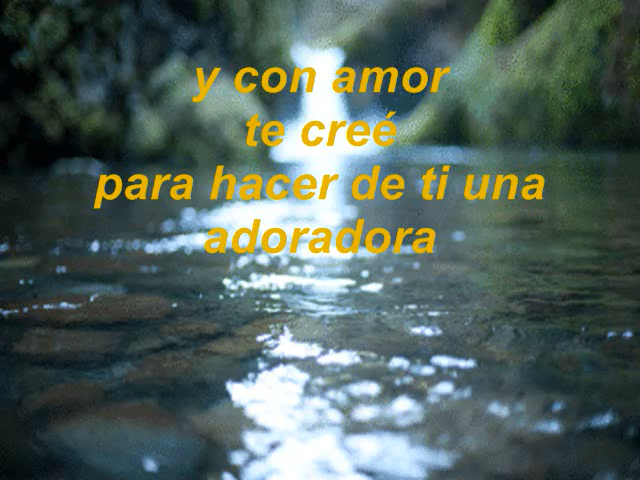 y con amor
te creé
para hacer de ti una
adoradora